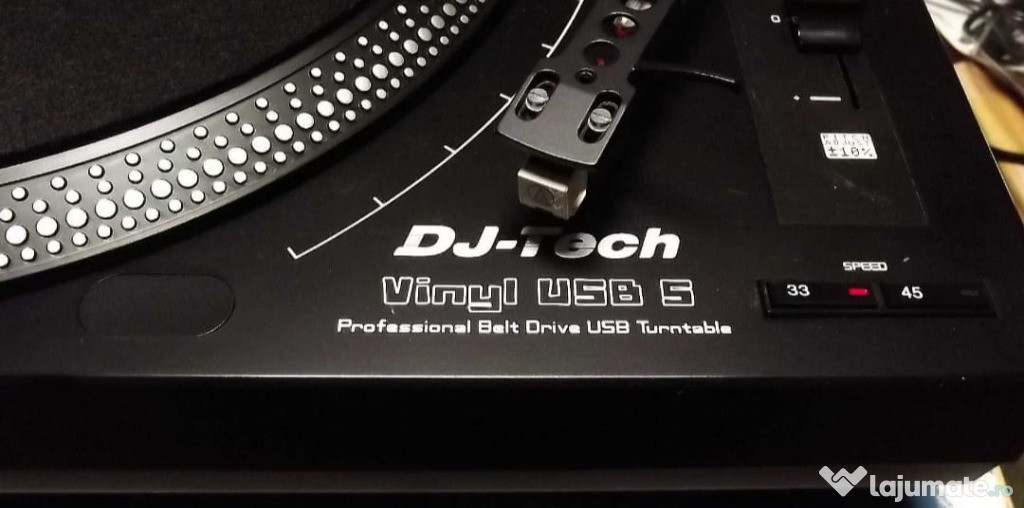 0
+
PITCH
ADJUST
±10%
DJ-Tech
SPEED
Vinyl USB 5
33 45
Professional Belt Drive USB Turntable
lajumate.ro